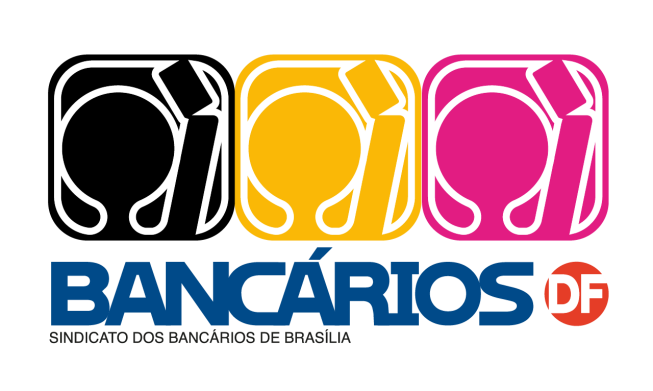 BANCÁRIOS DF
SINDICATO DOS BANCÁRIOS DE BRASÍLIA